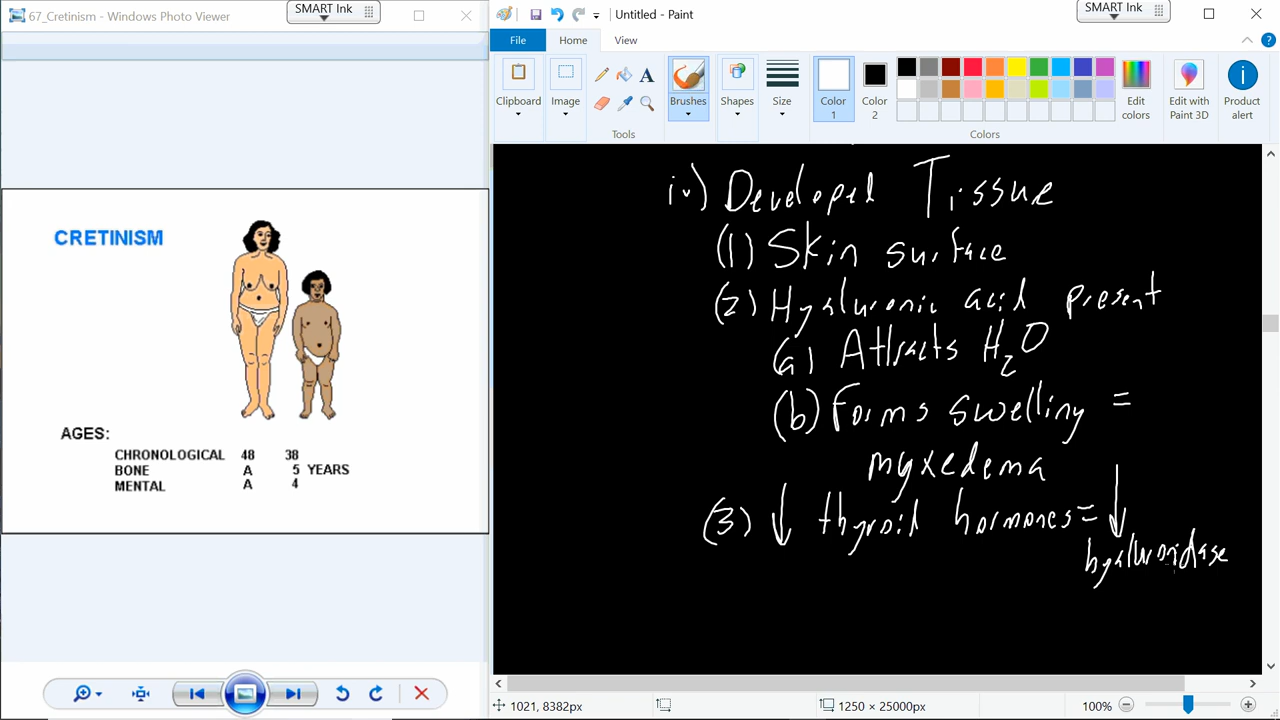 67_Cretinism - Windows Photo Viewer
SMART Ink
CRETINISM
AGES:
CHRONOLOGICAL 48 38
BONE A 5 YEARS
MENTAL A 4
Untitled - Paint
SMART Ink
File Home View
Clipboard
Image
Tools
Brushes
Shapes
Size
Color 1
Color 2
Colors
Edit colors
Edit with Paint 3D
Product alert
iv) Developed Tissue
(1) Skin surface
(2) Hyaluronic acid present
(a) Attracts H₂O
(b) Forms swelling =
myxedema
(3) ↓ thyroid hormones = ↓
hyaluronidase
1021, 8382px
1250 × 25000px
100%